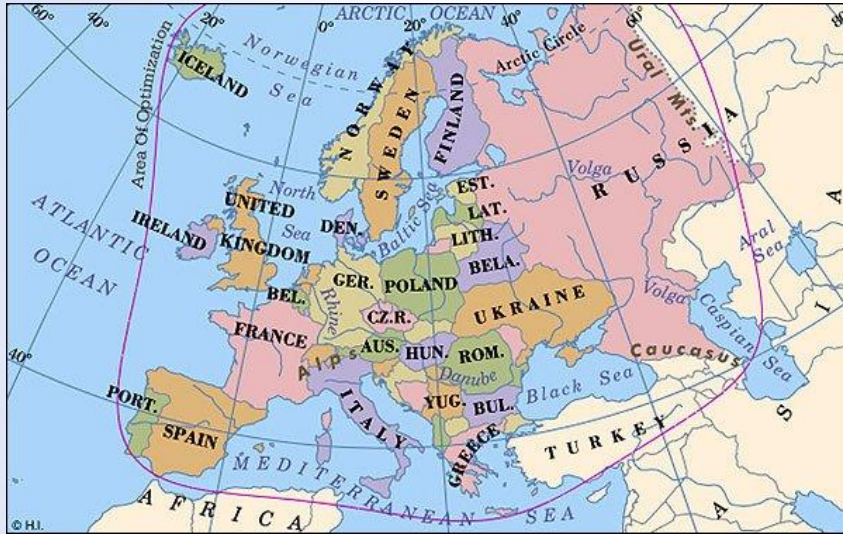 ARCTIC OCEAN
60°
40°
20°
0°
20°
40°
60°
80
Area Of Optimization
ICELAND
Norwegian
Sea
Arctic Circle
Ural Mts.
NORWAY
SWEDEN
FINLAND
RUSSIA
Volga
North
Sea
UNITED
KINGDOM
IRELAND
ATLANTIC
OCEAN
DEN.
Baltic Sea
EST.
LAT.
LITH.
BELA.
Aral
Sea
ASIA
GER.
POLAND
BEL.
Rhine
CZ.R.
UKRAINE
Volga
Caspian
Sea
FRANCE
AUS.
HUN.
ROM.
Alps
Danube
Caucasus
40°
PORT.
SPAIN
ITALY
YUG.
BUL.
Black Sea
GREECE
TURKEY
MEDITERRANEAN SEA
AFRICA
© H.I.